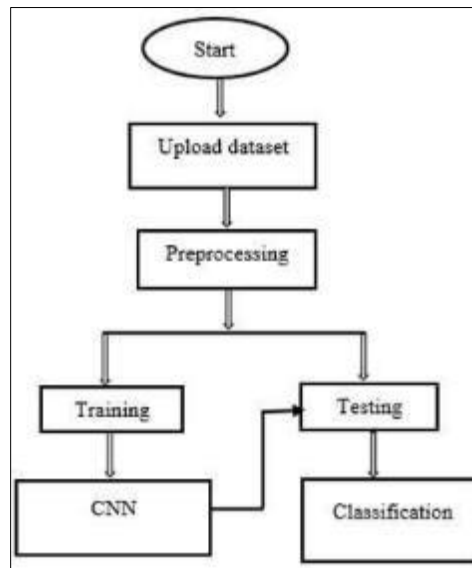 Start
Upload dataset
Preprocessing
Training
Testing
CNN
Classification